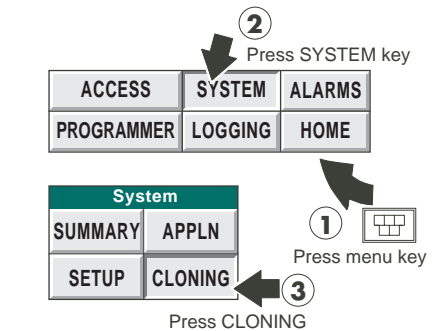 2
Press SYSTEM key
ACCESS SYSTEM ALARMS
PROGRAMMER LOGGING HOME
1
Press menu key
System
SUMMARY APPLN
SETUP CLONING
3
Press CLONING